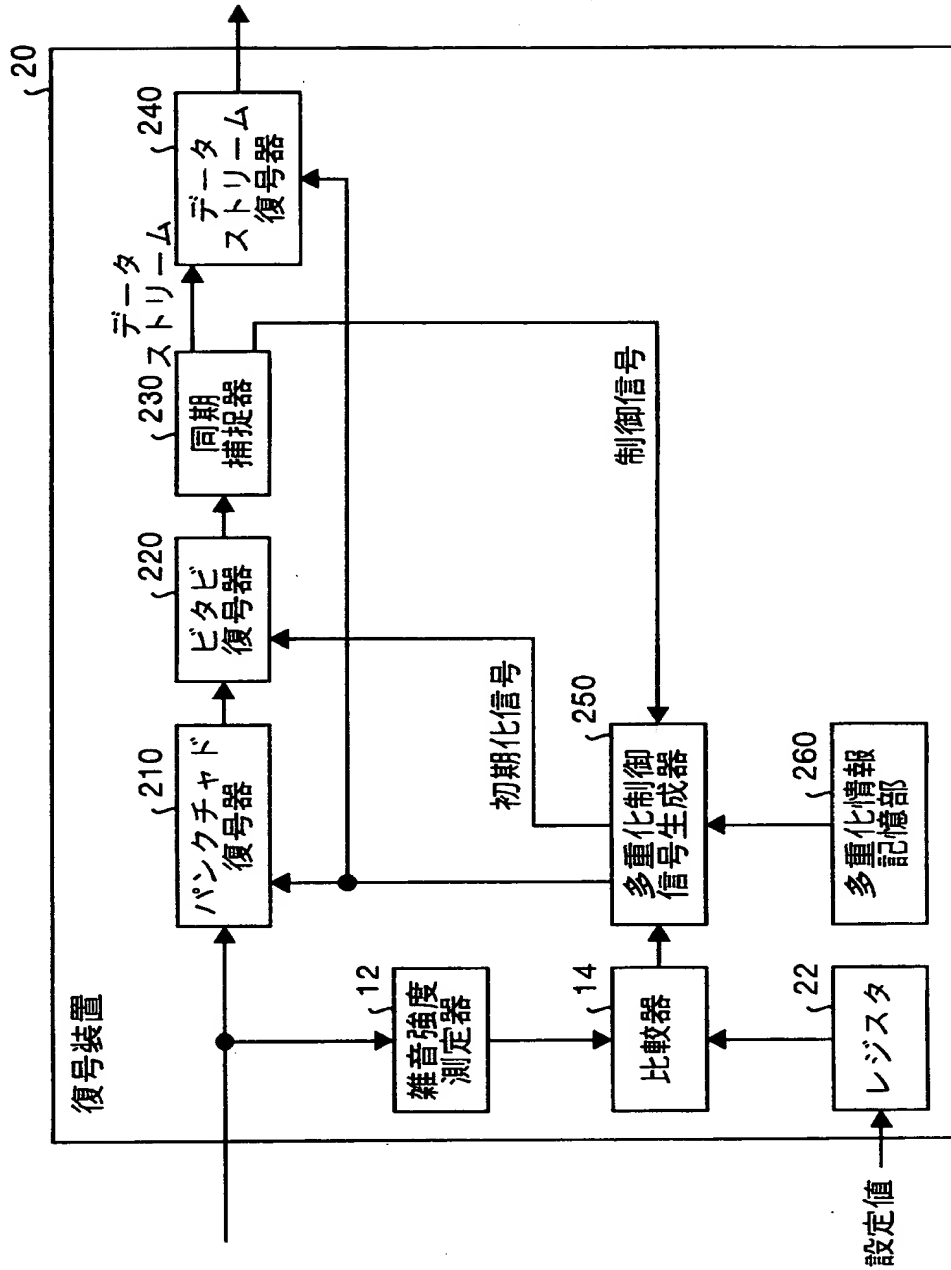 20
復号装置
210
パンクチャド
復号器
220
ビタビ
復号器
230
同期
捕捉器
データ
ストリーム
240
データ
ストリーム
復号器
12
雑音強度
測定器
初期化信号
制御信号
14
比較器
250
多重化制御
信号生成器
設定値
22
レジスタ
260
多重化情報
記憶部